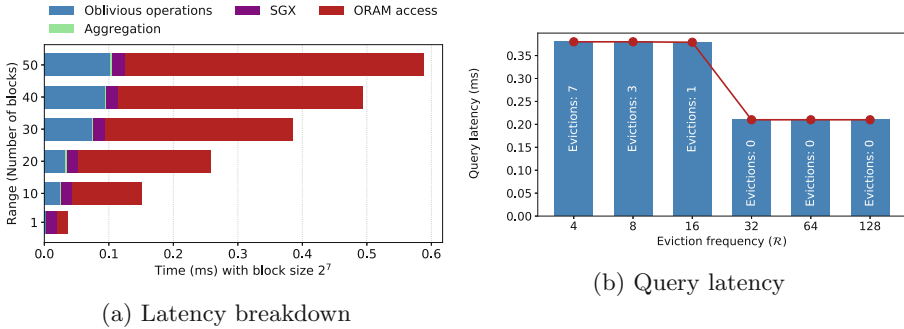 Oblivious operations
SGX
ORAM access
Aggregation
Range (Number of blocks)
50
40
30
20
10
1
0.0 0.1 0.2 0.3 0.4 0.5 0.6
Time (ms) with block size 2⁷
(a) Latency breakdown
Query latency (ms)
0.35
0.30
0.25
0.20
0.15
0.10
0.05
0.00
Evictions: 7
Evictions: 3
Evictions: 1
Evictions: 0
Evictions: 0
Evictions: 0
4 8 16 32 64 128
Eviction frequency (ℛ)
(b) Query latency